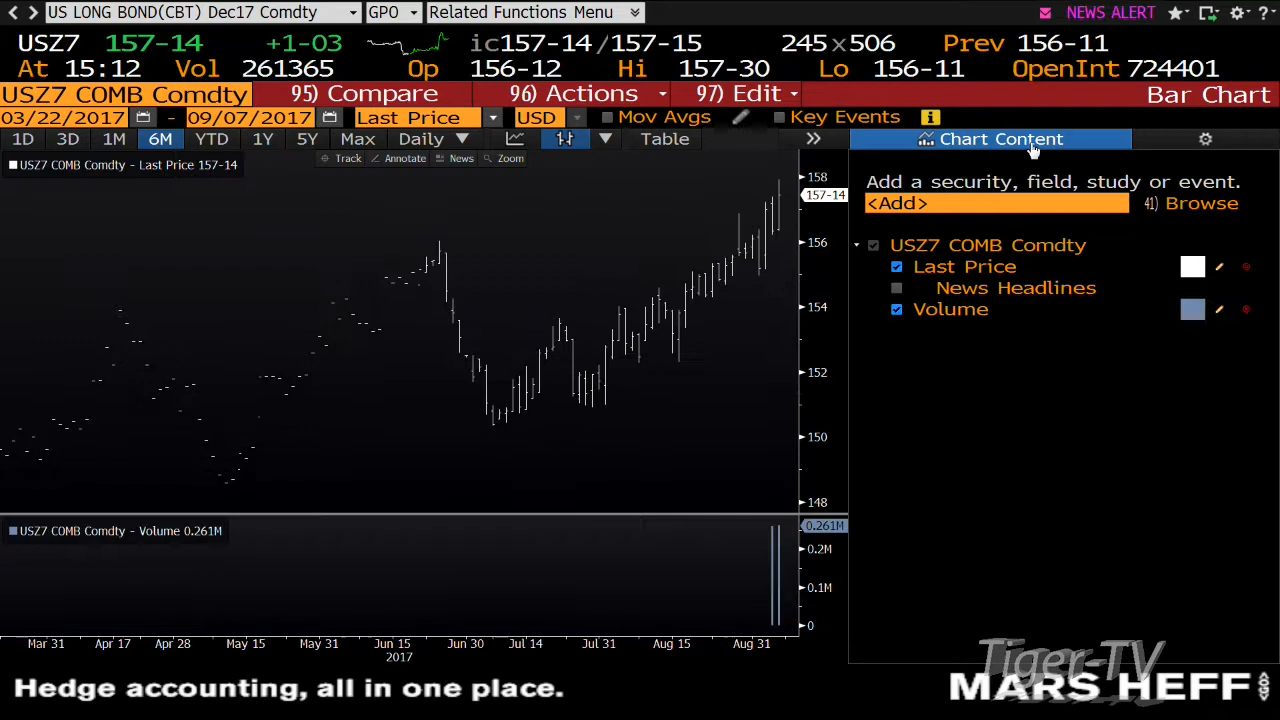 US LONG BOND(CBT) Dec17 Comdty GPO Related Functions Menu NEWS ALERT ?
USZ7 157-14 +1-03 ic157-14/157-15 245x506 Prev 156-11
At 15:12 Vol 261365 Op 156-12 Hi 157-30 Lo 156-11 OpenInt 724401
USZ7 COMB Comdty 95) Compare 96) Actions 97) Edit Bar Chart
03/22/2017 - 09/07/2017 Last Price USD Mov Avgs Key Events i
1D 3D 1M 6M YTD 1Y 5Y Max Daily Table » Chart Content
Track Annotate News Zoom
USZ7 COMB Comdty - Last Price 157-14
Add a security, field, study or event.
<Add> 41) Browse
USZ7 COMB Comdty
Last Price
News Headlines
Volume
158
157-14
156
154
152
150
148
USZ7 COMB Comdty - Volume 0.261M
0.261M
0.2M
0.1M
0
Mar 31 Apr 17 Apr 28 May 15 May 31 Jun 15 Jun 30 Jul 14 Jul 31 Aug 15 Aug 31
2017
Tiger-TV
Hedge accounting, all in one place.
MARS HEFF